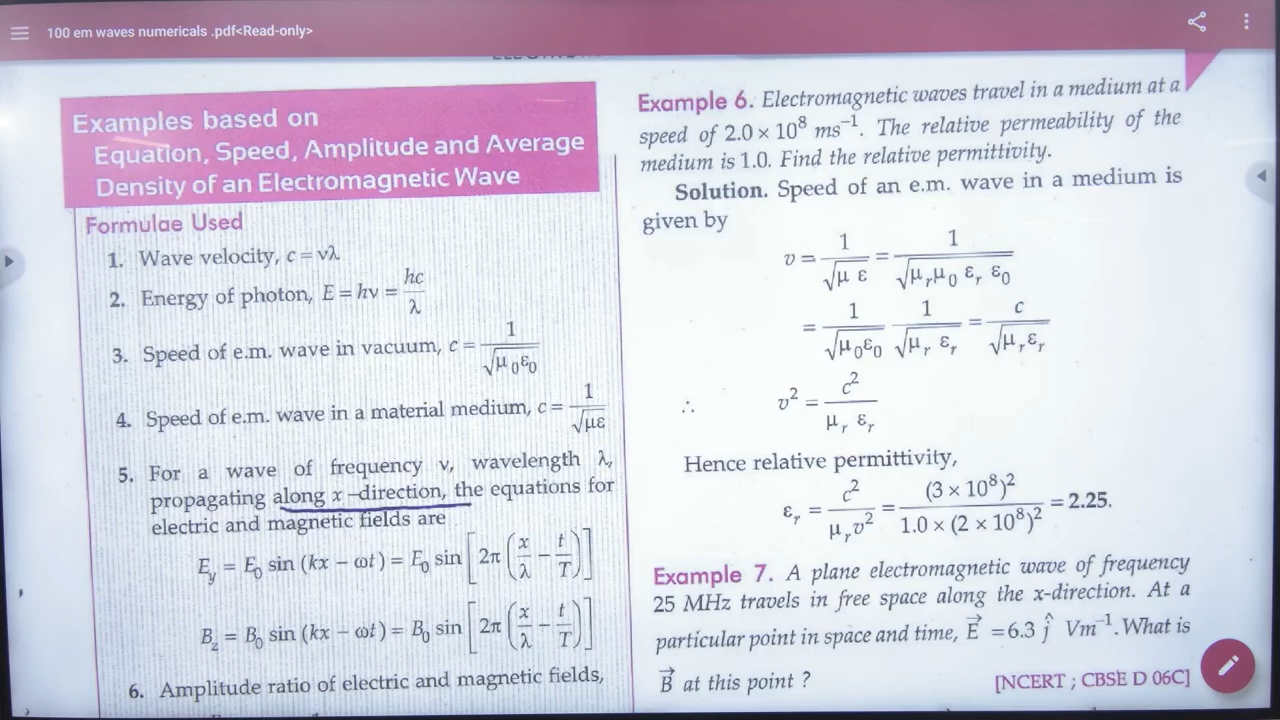 100 em waves numericals .pdf<Read-only>
Examples based on
Equation, Speed, Amplitude and Average
Density of an Electromagnetic Wave
Formulae Used
1. Wave velocity, c = νλ
2. Energy of photon, E = hν = hc/λ
3. Speed of e.m. wave in vacuum, c = 1/√μ₀ε₀
4. Speed of e.m. wave in a material medium, c = 1/√με
5. For a wave of frequency ν, wavelength λ,
propagating along x–direction, the equations for
electric and magnetic fields are
E_y = E₀ sin (kx − ωt) = E₀ sin [2π (x/λ − t/T)]
B_z = B₀ sin (kx − ωt) = B₀ sin [2π (x/λ − t/T)]
6. Amplitude ratio of electric and magnetic fields,
Example 6. Electromagnetic waves travel in a medium at a
speed of 2.0 × 10⁸ ms⁻¹. The relative permeability of the
medium is 1.0. Find the relative permittivity.
Solution. Speed of an e.m. wave in a medium is
given by
υ = 1/√μ ε = 1/√μᵣμ₀ εᵣ ε₀
= 1/√μ₀ε₀ 1/√μᵣ εᵣ = c/√μᵣεᵣ
∴ υ² = c²/μᵣ εᵣ
Hence relative permittivity,
εᵣ = c²/μᵣυ² = (3 × 10⁸)²/1.0 × (2 × 10⁸)² = 2.25.
Example 7. A plane electromagnetic wave of frequency
25 MHz travels in free space along the x-direction. At a
particular point in space and time, E⃗ = 6.3 ĵ Vm⁻¹. What is
B⃗ at this point ?
[NCERT ; CBSE D 06C]